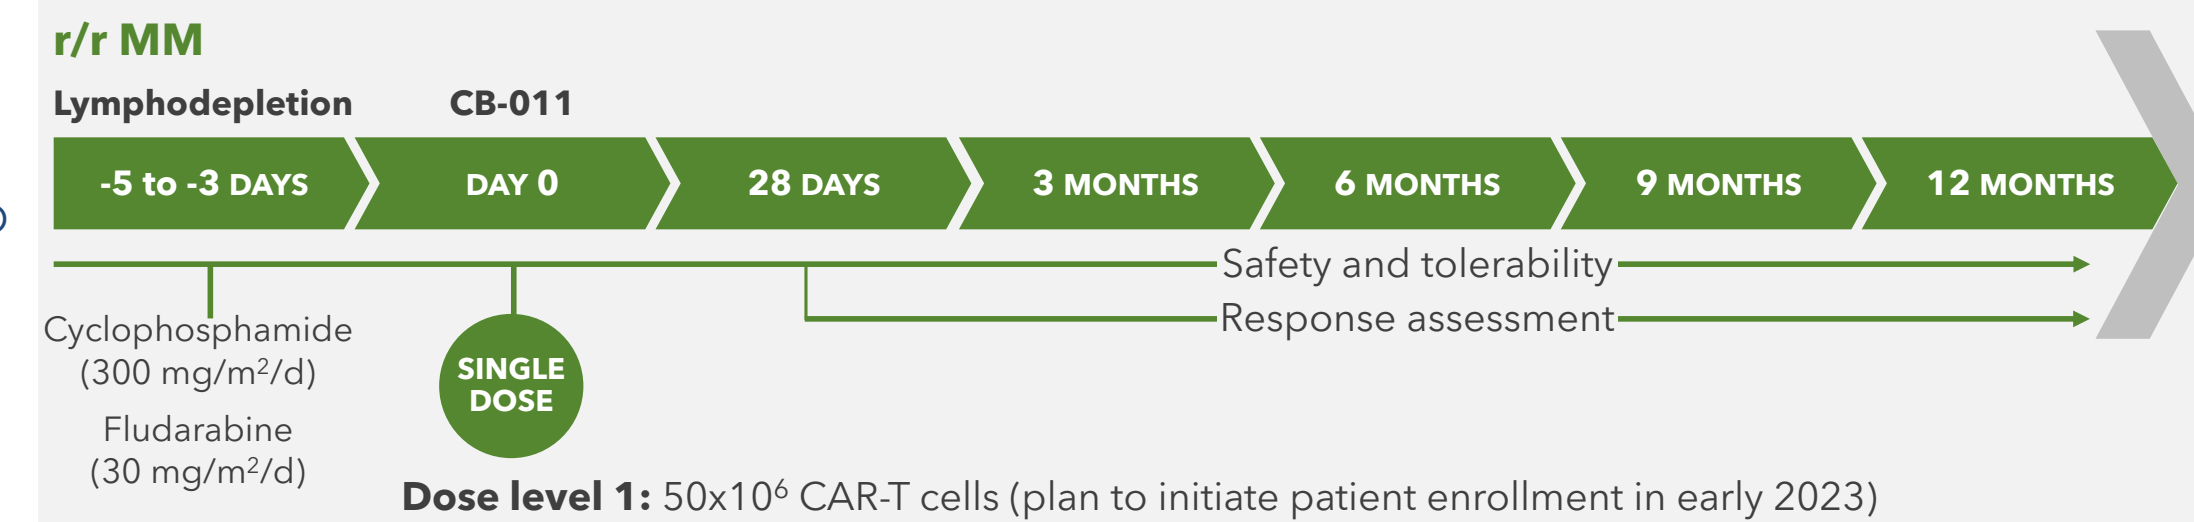 r/r MM
Lymphodepletion
CB-011
-5 to -3 DAYS
DAY 0
28 DAYS
3 MONTHS
6 MONTHS
9 MONTHS
12 MONTHS
Safety and tolerability
Response assessment
Cyclophosphamide
(300 mg/m²/d)
Fludarabine
(30 mg/m²/d)
SINGLE
DOSE
Dose level 1: 50x10⁶ CAR-T cells (plan to initiate patient enrollment in early 2023)